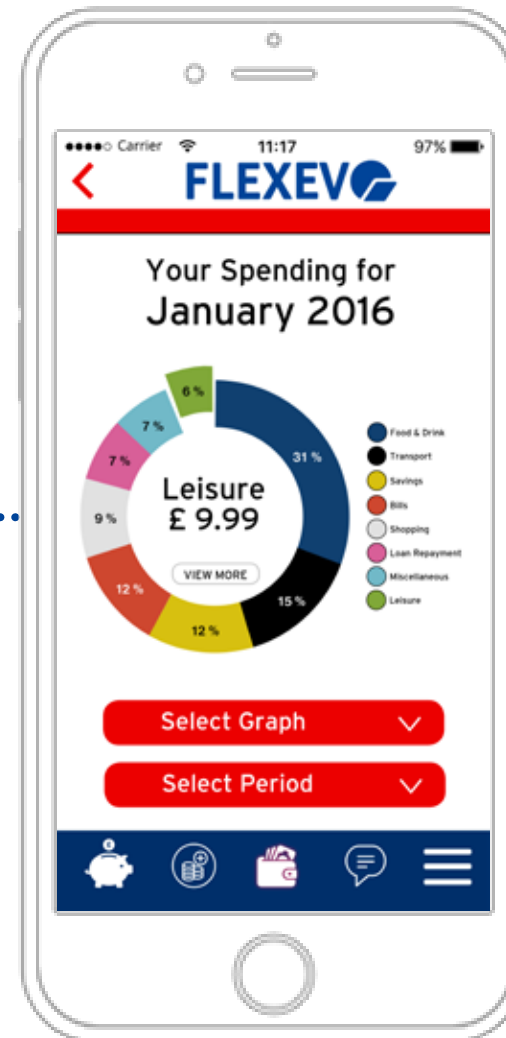 Carrier 11:17 97%
FLEXEVO
Your Spending for
January 2016
6 %
7 %
31 %
7 %
9 %
Leisure
£ 9.99
VIEW MORE
12 %
15 %
12 %
Food & Drink
Transport
Savings
Bills
Shopping
Loan Repayment
Miscellaneous
Leisure
Select Graph
Select Period